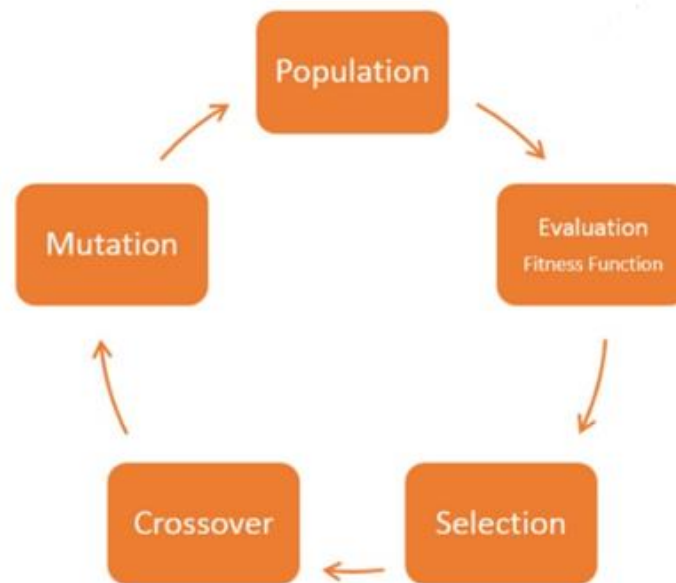 Population
Evaluation
Fitness Function
Selection
Crossover
Mutation